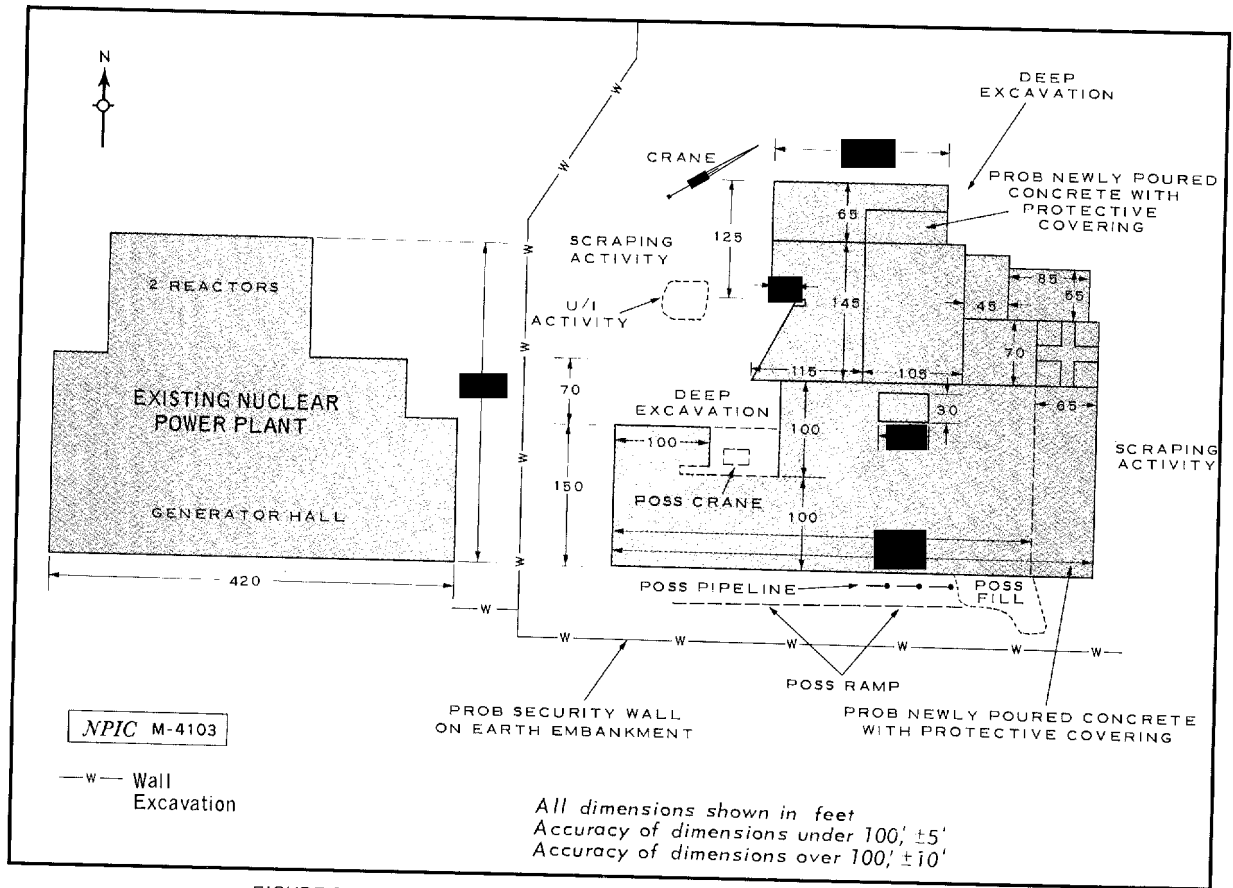 N
DEEP
EXCAVATION
CRANE
PROB NEWLY POURED
CONCRETE WITH
PROTECTIVE
COVERING
65
125
SCRAPING
ACTIVITY
2 REACTORS
U/I
ACTIVITY
145
85
65
45
70
115
105
EXISTING NUCLEAR
POWER PLANT
70
DEEP
EXCAVATION
30
65
100
100
SCRAPING
ACTIVITY
150
POSS CRANE
100
GENERATOR HALL
420
POSS PIPELINE
POSS
FILL
W
W
W
W
W
W
W
W
W
W
W
W
W
POSS RAMP
PROB SECURITY WALL
ON EARTH EMBANKMENT
PROB NEWLY POURED CONCRETE
WITH PROTECTIVE COVERING
NPIC M-4103
W Wall
Excavation
All dimensions shown in feet
Accuracy of dimensions under 100,' ±5'
Accuracy of dimensions over 100,' ±10'